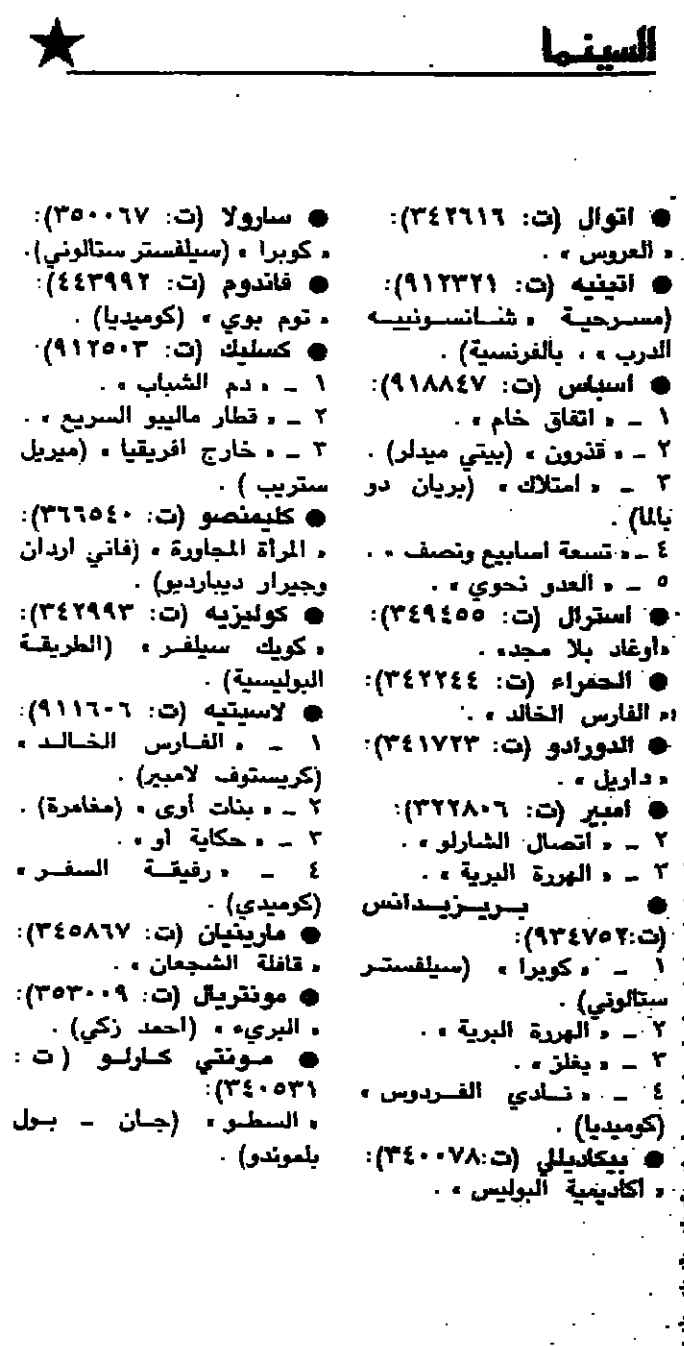 السينما
● اتوال (ت: ٣٤٢٦١٦):
« العروس » .
● اتينيه (ت: ٩١٢٣٢١):
(مسرحية « شانسونييه
الدرب » ، بالفرنسية) .
● اسباس (ت: ٩١٨٨٤٧):
١ ـ « اتفاق خام » .
٢ ـ « قذرون » (بيتي ميدلر) .
٣ ـ « امتلاك » (بريان دو
بالما) .
٤ ـ « تسعة اسابيع ونصف » .
٥ ـ « العدو نحوي » .
● استرال (ت: ٣٤٩٤٥٥):
«أوغاد بلا مجد» .
● الحمراء (ت: ٣٤٢٢٤٤):
« الفارس الخالد » .
● الدورادو (ت: ٣٤١٧٢٣):
« داريل » .
● امبير (ت: ٣٢٢٨٠٦):
٢ ـ « اتصال الشارلو » .
٣ ـ « الهررة البرية » .
● بريزيدانس
(ت:٩٣٤٧٥٢):
١ ـ « كوبرا » (سيلفستر
ستالوني) .
٢ ـ « الهررة البرية » .
٣ ـ « يغلز » .
٤ ـ « نادي الفردوس »
(كوميديا) .
● بيكاديللي (ت:٣٤٠٠٧٨):
« أكاديمية البوليس » .
● سارولا (ت: ٣٥٠٠٦٧):
« كوبرا » (سيلفستر ستالوني).
● فاندوم (ت: ٤٤٣٩٩٢):
« توم بوي » (كوميديا) .
● كسليك (ت: ٩١٢٥٠٣)
١ ـ « دم الشباب » .
٢ ـ « قطار ماليبو السريع » .
٣ ـ « خارج افريقيا » (ميريل
ستريب ) .
● كليمنصو (ت: ٣٦٦٥٤٠):
« المرأة المجاورة » (فاني اردان
وجيرار ديبارديو) .
● كوليزيه (ت: ٣٤٢٩٩٣):
« كويك سيلفر » (الطريقة
البوليسية) .
● لاسيتيه (ت: ٩١١٦٠٦):
١ ـ « الفارس الخالد »
(كريستوف لامبير) .
٢ ـ « بنات أوى » (مغامرة) .
٣ ـ « حكاية او » .
٤ ـ « رفيقة السفر »
(كوميدي) .
● مارينيان (ت: ٣٤٥٨٦٧):
« قافلة الشجعان » .
● مونتريال (ت: ٣٥٣٠٠٩):
« البريء » (احمد زكي) .
● مونتي كارلو (ت :
٣٤٠٥٣١):
« السطو » (جان ـ بول
بلموندو) .